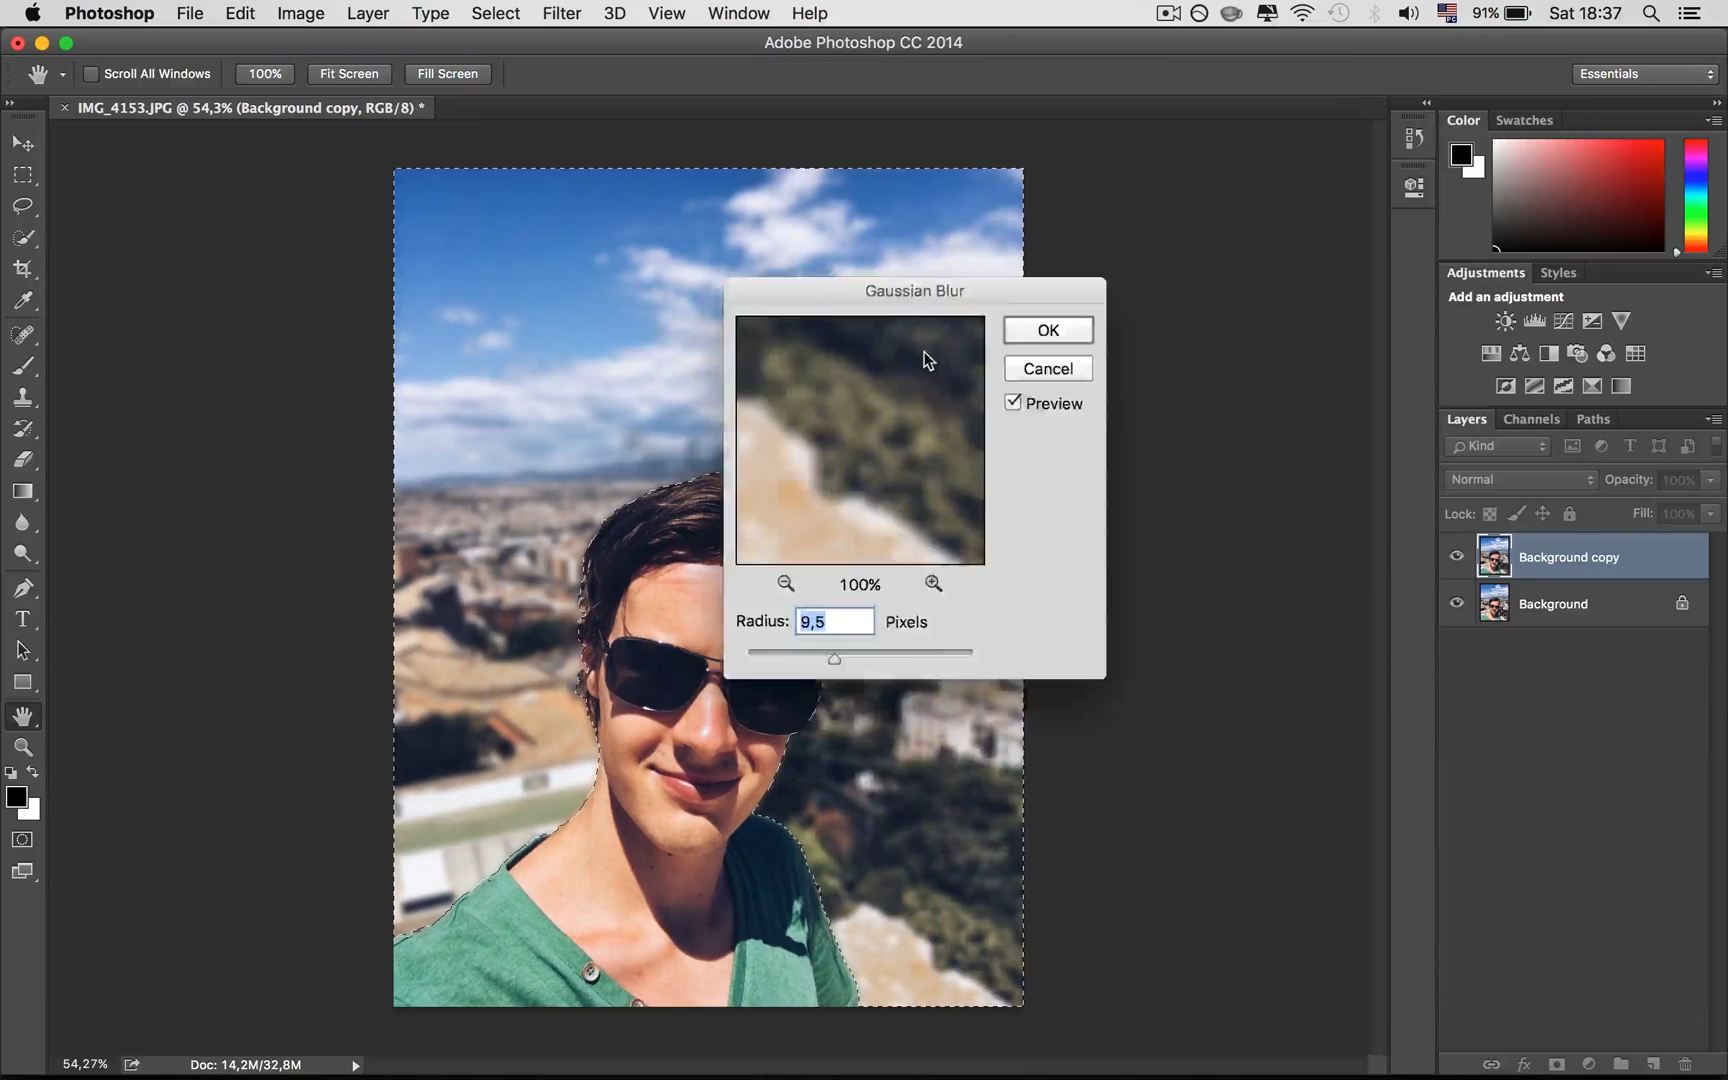 Photoshop File Edit Image Layer Type Select Filter 3D View Window Help 91% Sat 18:37
Adobe Photoshop CC 2014
Scroll All Windows 100% Fit Screen Fill Screen Essentials
IMG_4153.JPG @ 54,3% (Background copy, RGB/8) *
Color Swatches
Gaussian Blur
OK
Cancel
Preview
100%
Radius: 9,5 Pixels
Adjustments Styles
Add an adjustment
Layers Channels Paths
Kind
Normal Opacity: 100%
Lock: Fill: 100%
Background copy
Background
54,27% Doc: 14,2M/32,8M